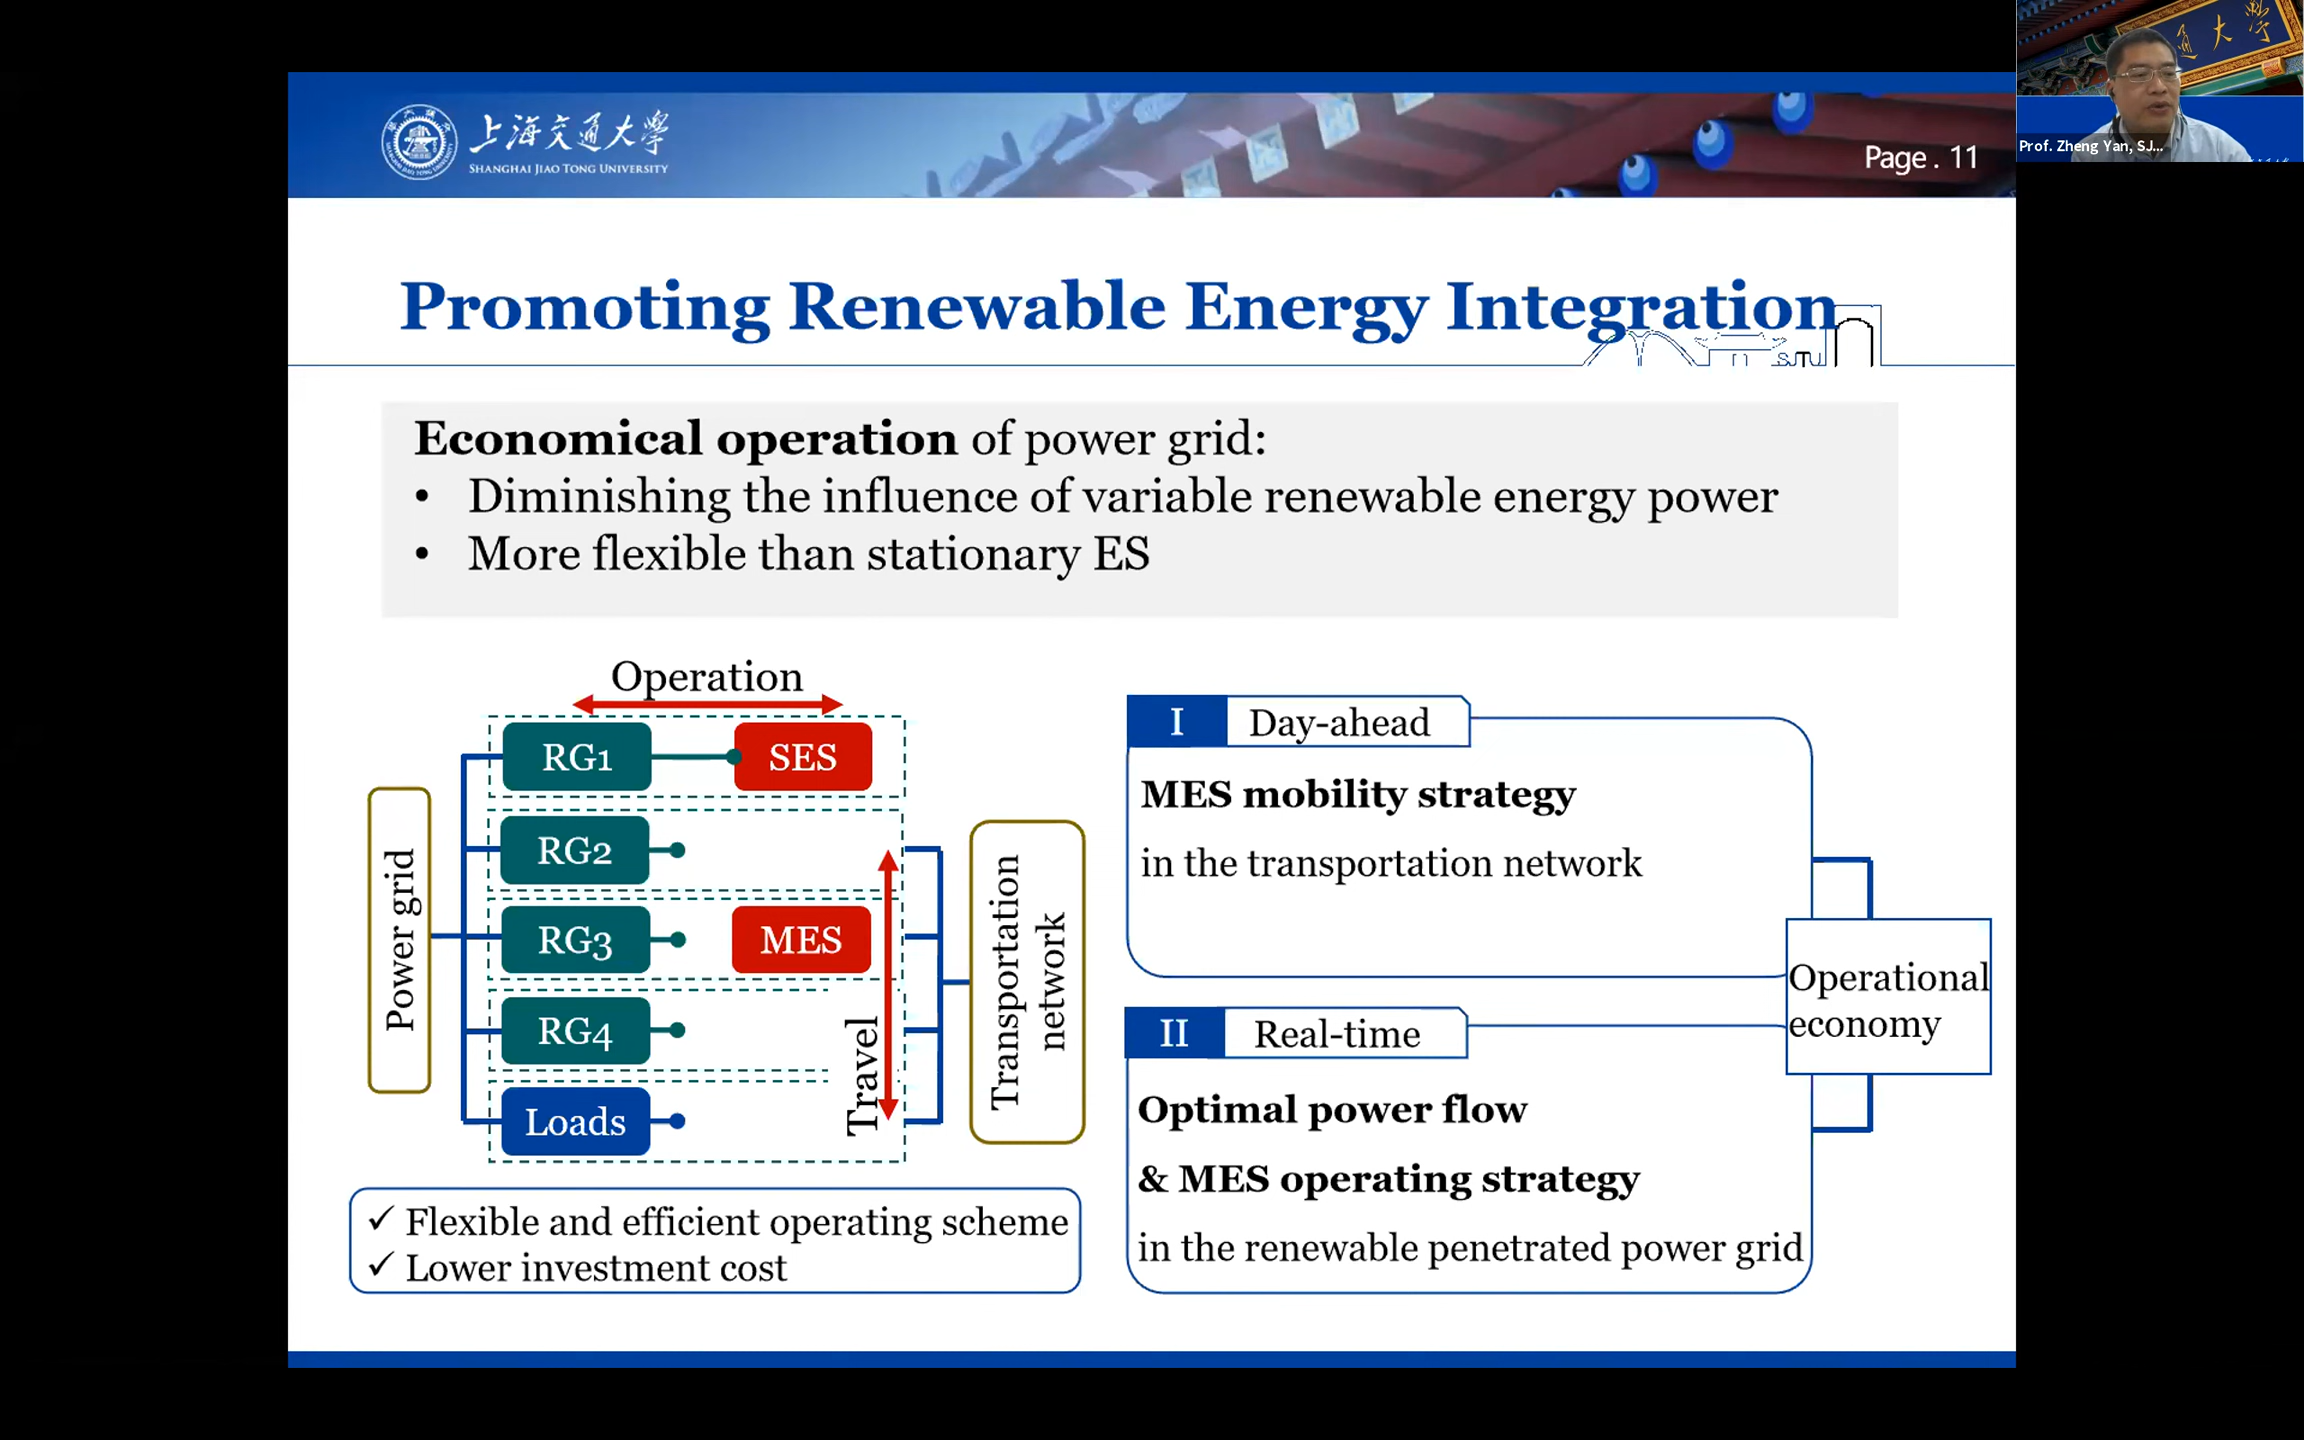 上海交通大學
SHANGHAI JIAO TONG UNIVERSITY
Page . 11
通大學
Prof. Zheng Yan, SJ...
Promoting Renewable Energy Integration
SJTU
Economical operation of power grid:
• Diminishing the influence of variable renewable energy power
• More flexible than stationary ES
Operation
RG1
SES
RG2
RG3
MES
RG4
Loads
Power grid
Travel
Transportation
network
✓ Flexible and efficient operating scheme
✓ Lower investment cost
I
Day-ahead
MES mobility strategy
in the transportation network
II
Real-time
Optimal power flow
& MES operating strategy
in the renewable penetrated power grid
Operational
economy